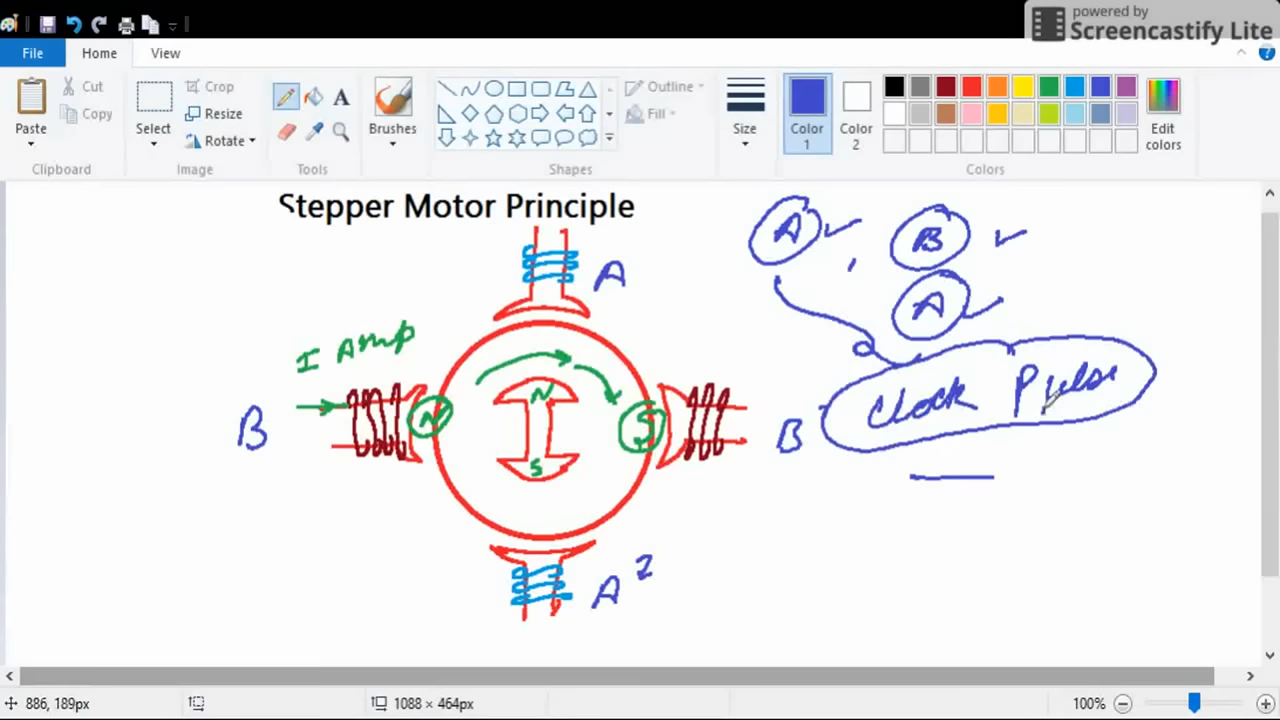 powered by
Screencastify Lite
File Home View
Paste
Cut
Copy
Clipboard
Select
Crop
Resize
Rotate
Image
A
Tools
Brushes
Outline
Fill
Shapes
Size
Color 1
Color 2
Edit colors
Colors
Stepper Motor Principle
A
A , B
A
I Amp
Clock Pulse
B N N S B
S
A 2
886, 189px
1088 × 464px
100%